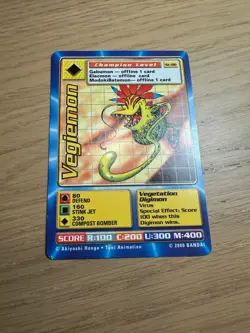 Champion Level
Gabumon — offline 1 card
Elecmon — offline 1 card
ModokiBetamon — offline 1 card
Vegiemon
80
DEFEND
160
STINK JET
330
COMPOST BOMBER
Vegetation
Digimon
Virus
Special Effect: Score
100 when this
Digimon wins.
SCORE R:100 C:200 U:300 M:400
© Akiyoshi Hongo • Toei Animation
© 2000 BANDAI